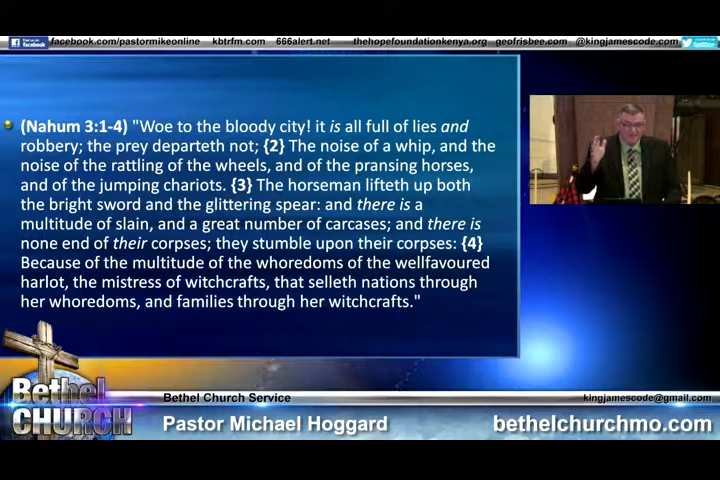 facebook.com/pastormikeonline kbtrfm.com 666alert.net thehopefoundationkenya.org geofrisbee.com @kingjamescode.com
(Nahum 3:1-4) "Woe to the bloody city! it is all full of lies and
robbery; the prey departeth not; {2} The noise of a whip, and the
noise of the rattling of the wheels, and of the pransing horses,
and of the jumping chariots. {3} The horseman lifteth up both
the bright sword and the glittering spear: and there is a
multitude of slain, and a great number of carcases; and there is
none end of their corpses; they stumble upon their corpses: {4}
Because of the multitude of the whoredoms of the wellfavoured
harlot, the mistress of witchcrafts, that selleth nations through
her whoredoms, and families through her witchcrafts."
Bethel
CHURCH
Bethel Church Service kingjamescode@gmail.com
Pastor Michael Hoggard bethelchurchmo.com